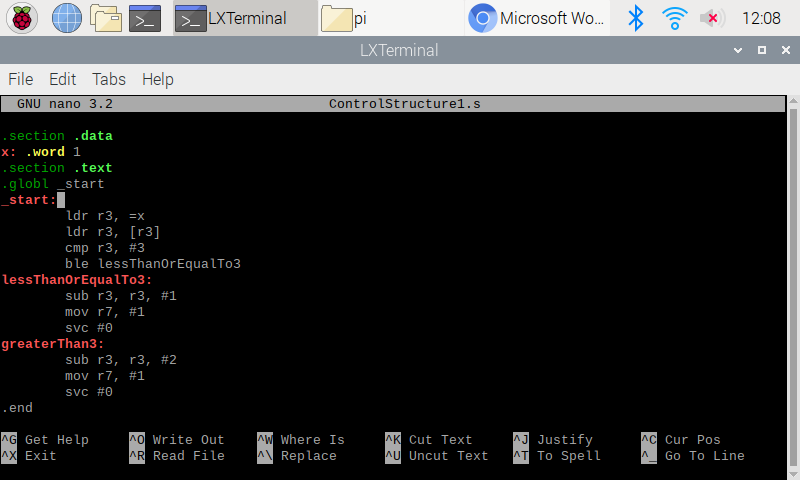 LXTerminal pi Microsoft Wo... 12:08
LXTerminal
File Edit Tabs Help
GNU nano 3.2 ControlStructure1.s
.section .data
x: .word 1
.section .text
.globl _start
_start:
ldr r3, =x
ldr r3, [r3]
cmp r3, #3
ble lessThanOrEqualTo3
lessThanOrEqualTo3:
sub r3, r3, #1
mov r7, #1
svc #0
greaterThan3:
sub r3, r3, #2
mov r7, #1
svc #0
.end
^G Get Help ^O Write Out ^W Where Is ^K Cut Text ^J Justify ^C Cur Pos
^X Exit ^R Read File ^\ Replace ^U Uncut Text ^T To Spell ^_ Go To Line